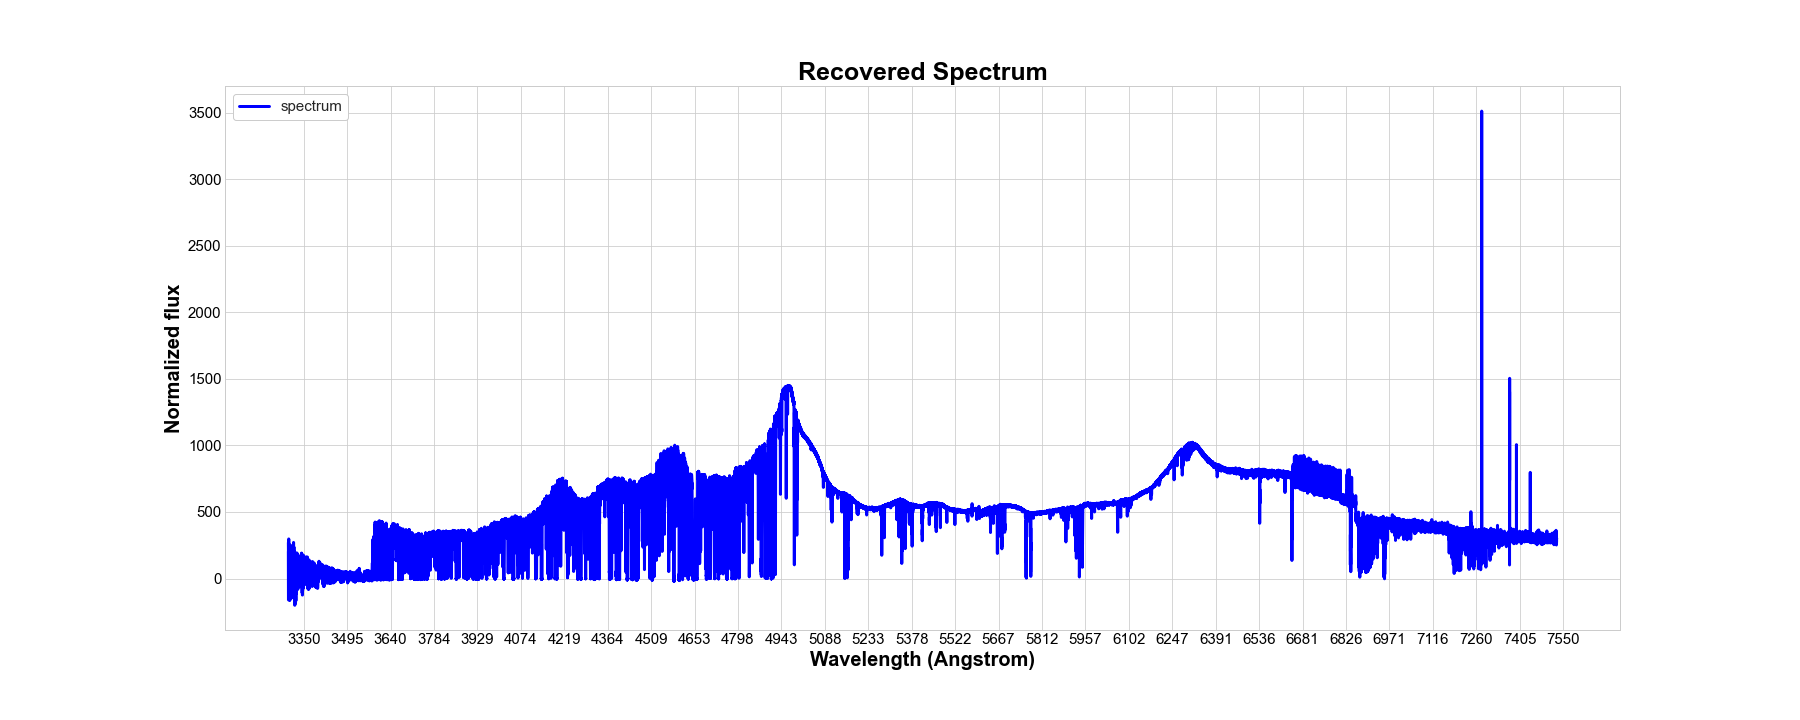 Recovered Spectrum
spectrum
3500
3000
2500
2000
1500
1000
500
0
Normalized flux
3350 3495 3640 3784 3929 4074 4219 4364 4509 4653 4798 4943 5088 5233 5378 5522 5667 5812 5957 6102 6247 6391 6536 6681 6826 6971 7116 7260 7405 7550
Wavelength (Angstrom)